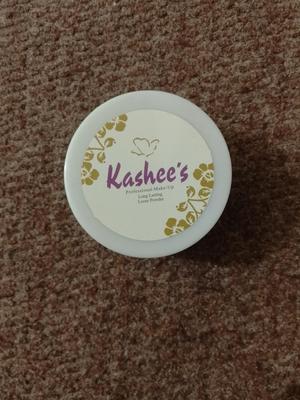 Kashee's
Professional Make-Up
Long Lasting
Loose Powder